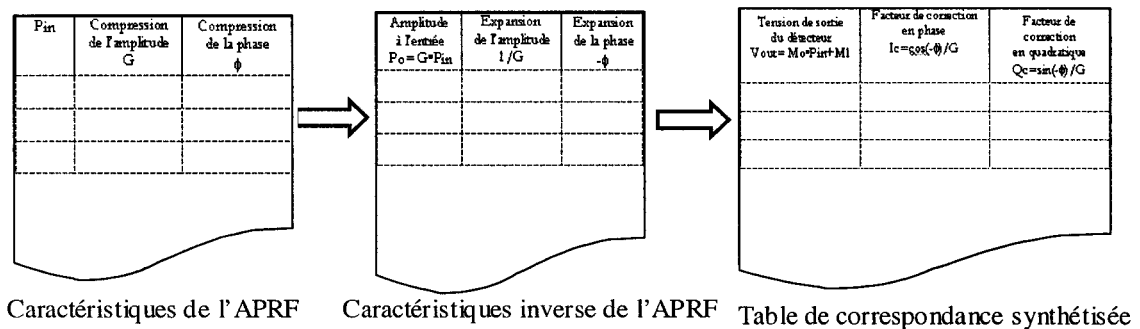 Pin
Compression
de l'amplitude
G
Compression
de la phase
ϕ
Amplitude
à l'entrée
Po=G*Pin
Expansion
de l'amplitude
1/G
Expansion
de la phase
-ϕ
Tension de sortie
du détecteur
Vout=Mo*Pin+M1
Facteur de correction
en phase
Ic=cos(-ϕ)/G
Facteur de
correction
en quadratique
Qc=sin(-ϕ)/G
Caractéristiques de l'APRF
Caractéristiques inverse de l'APRF
Table de correspondance synthétisée